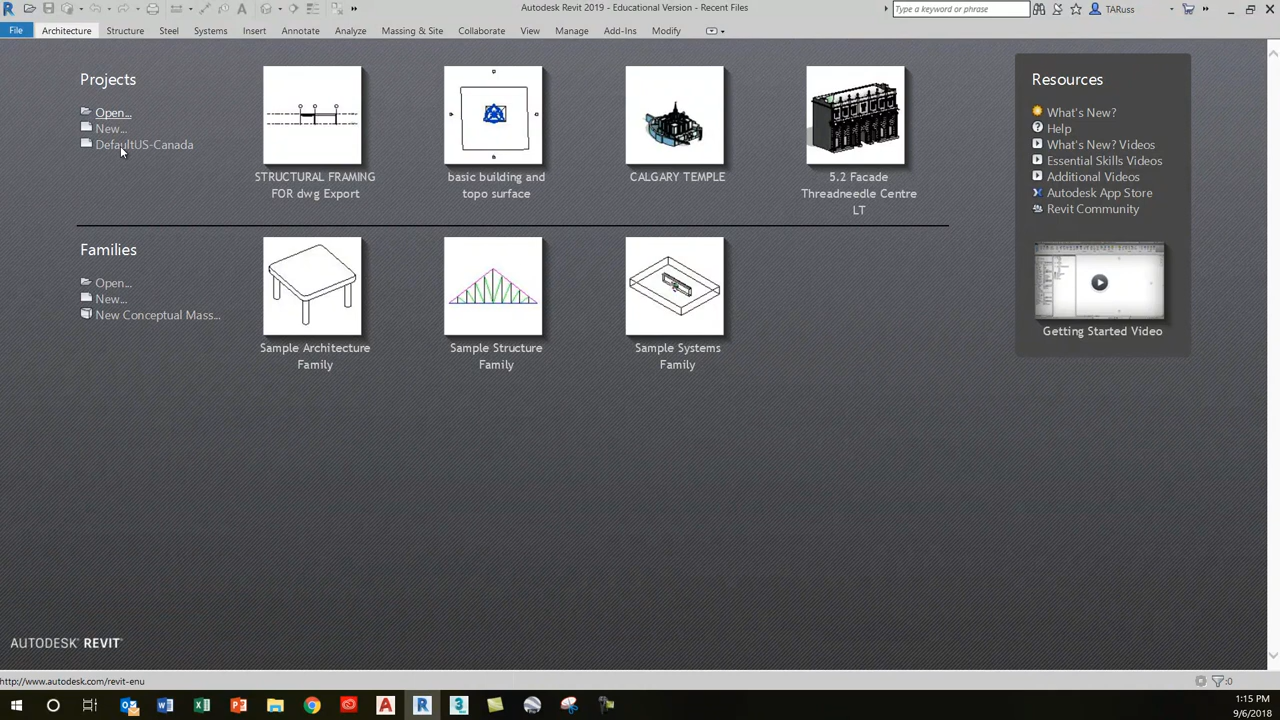 Autodesk Revit 2019 - Educational Version - Recent Files
Type a keyword or phrase
TARuss
File Architecture Structure Steel Systems Insert Annotate Analyze Massing & Site Collaborate View Manage Add-Ins Modify
Projects
Open...
New...
DefaultUS-Canada
STRUCTURAL FRAMING
FOR dwg Export
basic building and
topo surface
CALGARY TEMPLE
5.2 Facade
Threadneedle Centre
LT
Families
Open...
New...
New Conceptual Mass...
Sample Architecture
Family
Sample Structure
Family
Sample Systems
Family
Resources
What's New?
Help
What's New? Videos
Essential Skills Videos
Additional Videos
Autodesk App Store
Revit Community
Getting Started Video
AUTODESK® REVIT®
http://www.autodesk.com/revit-enu
:0
1:15 PM
9/6/2018